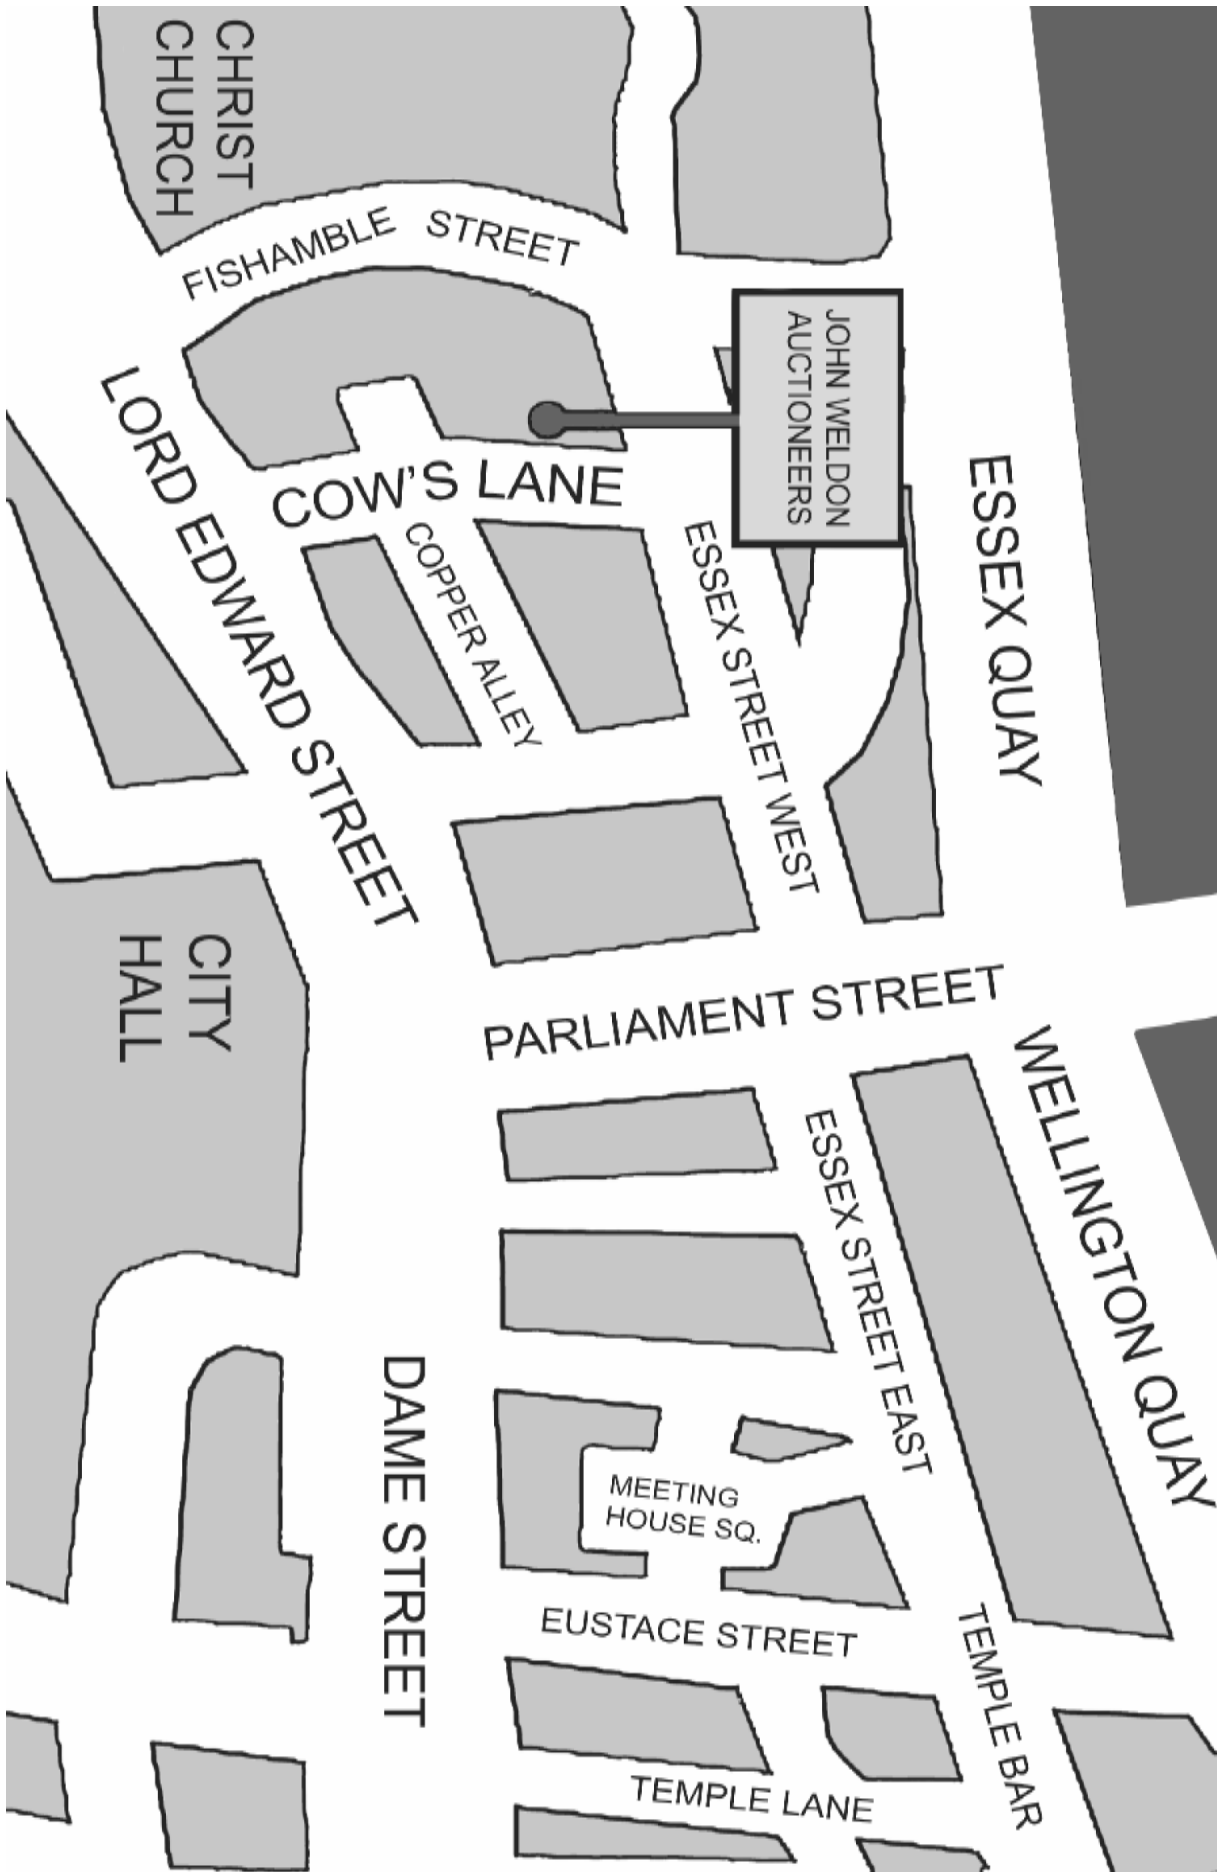 CHRIST
CHURCH
FISHAMBLE STREET
JOHN WELDON
AUCTIONEERS
LORD EDWARD STREET
COW'S LANE
COPPER ALLEY
ESSEX STREET WEST
ESSEX QUAY
CITY
HALL
PARLIAMENT STREET
WELLINGTON QUAY
ESSEX STREET EAST
DAME STREET
MEETING
HOUSE SQ.
EUSTACE STREET
TEMPLE BAR
TEMPLE LANE